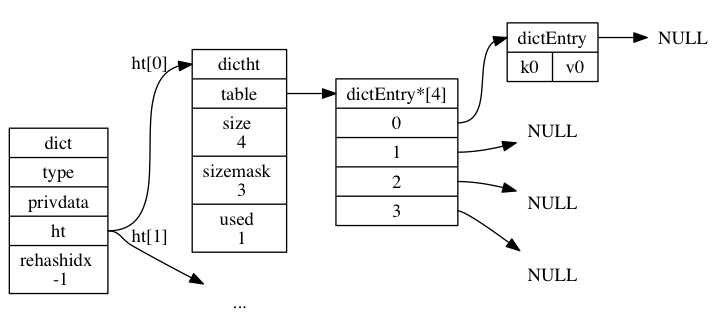 dict
type
privdata
ht
rehashidx
-1
ht[0]
ht[1]
dictht
table
size
4
sizemask
3
used
1
...
dictEntry*[4]
0
1
2
3
dictEntry
k0 v0
NULL
NULL
NULL
NULL